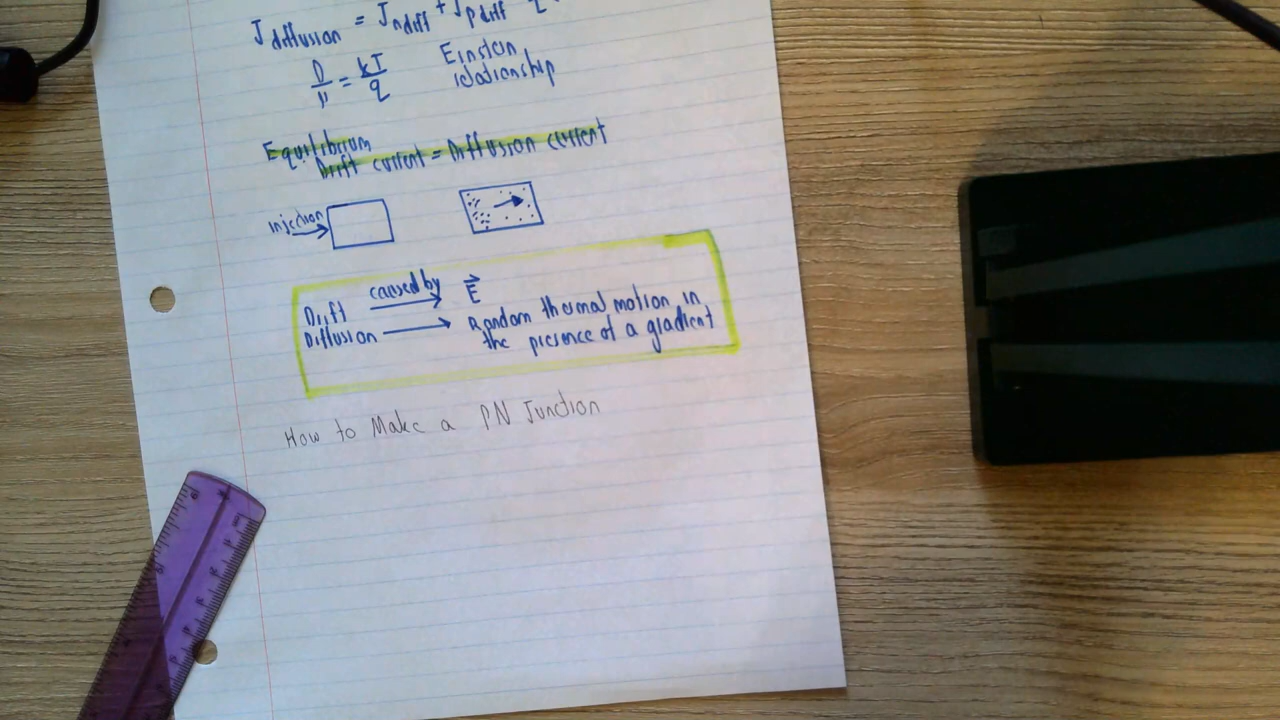 J diffusion = J n diff + J p diff
D/μ = kT/q
Einstein
relationship
Equilibrium
Drift current = Diffusion current
injection
Drift caused by E⃗
Diffusion → Random thermal motion in
the presence of a gradient
How to Make a PN Junction